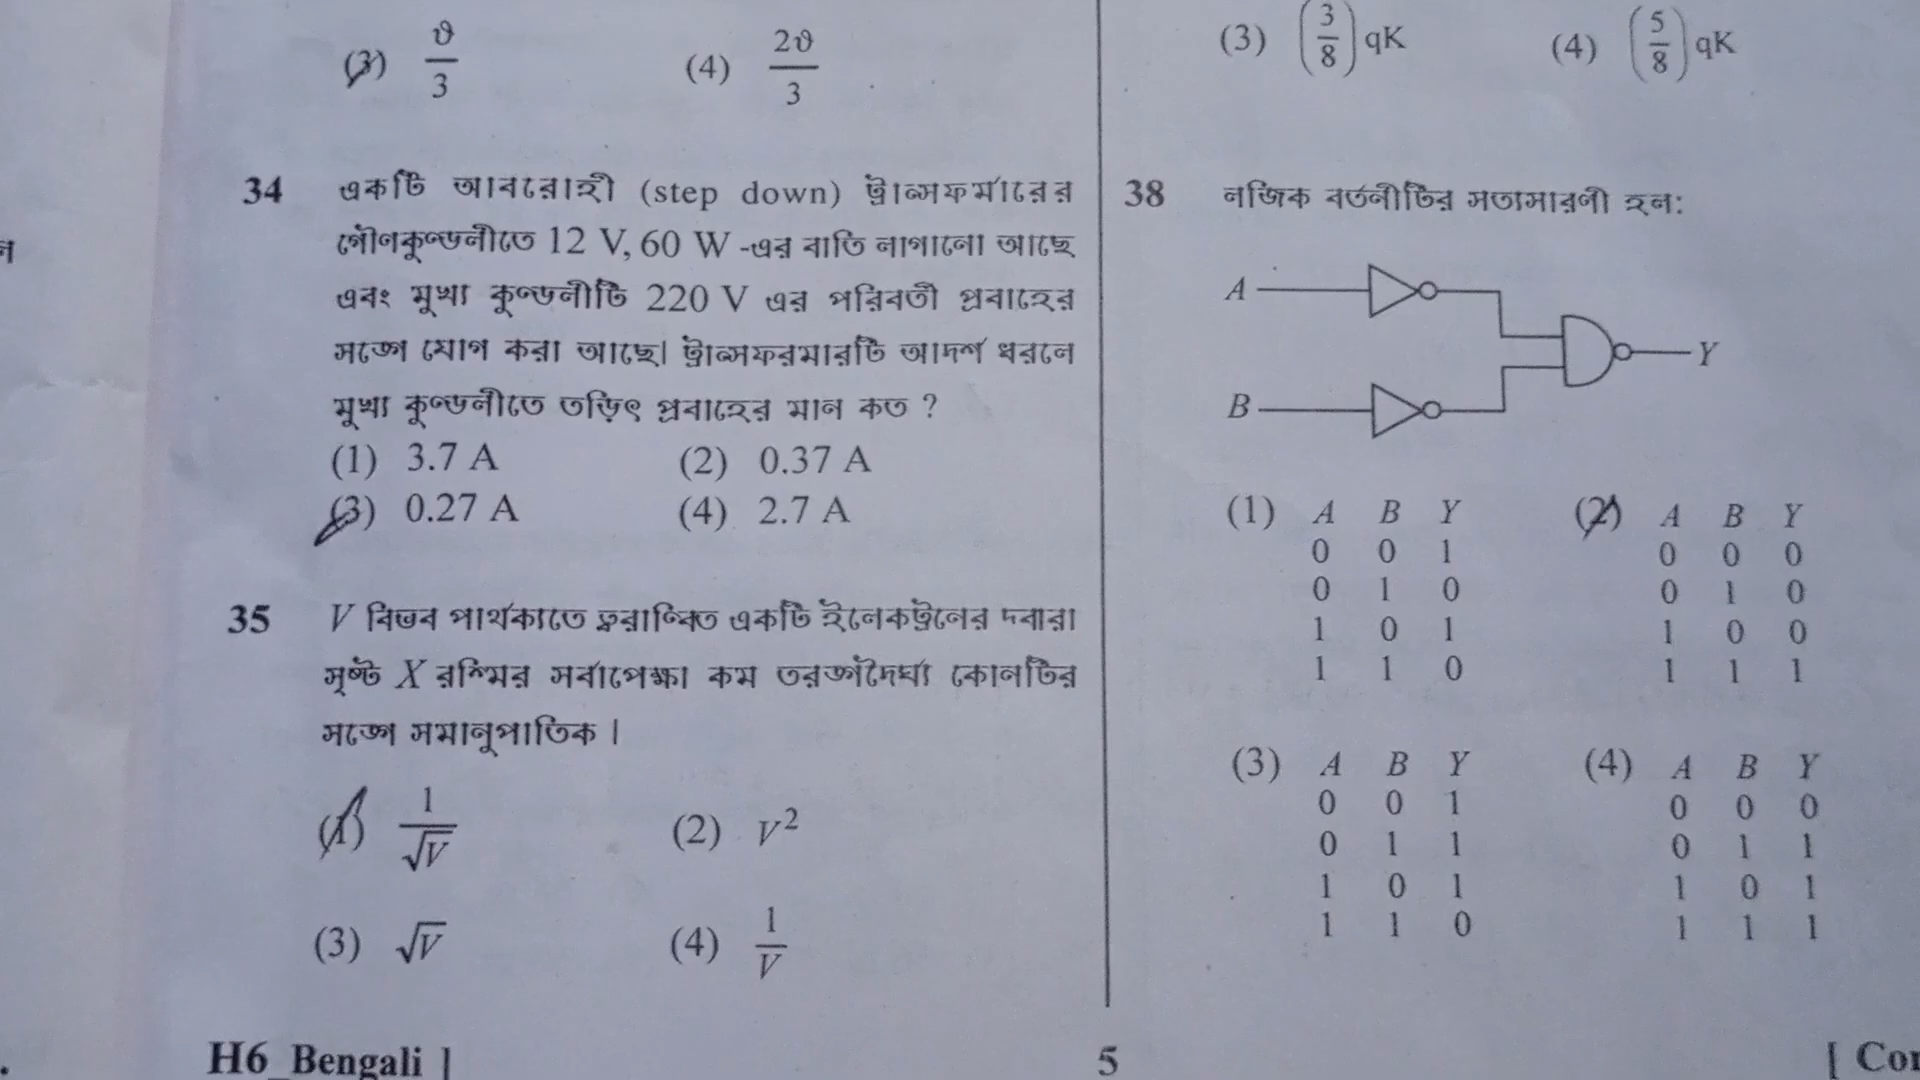 (3) ϑ/3 (4) 2ϑ/3
34 একটি আবরোহী (step down) ট্রান্সফর্মারের
গৌণকুণ্ডলীতে 12 V, 60 W -এর বাতি লাগানো আছে
এবং মুখ্য কুণ্ডলীটি 220 V এর পরিবর্তী প্রবাহের
সঙ্গে যোগ করা আছে। ট্রান্সফরমারটি আদর্শ ধরলে
মুখ্য কুণ্ডলীতে তড়িৎ প্রবাহের মান কত ?
(1) 3.7 A (2) 0.37 A
(3) 0.27 A (4) 2.7 A
35 V বিভব পার্থক্যতে ত্বরাণ্বিত একটি ইলেকট্রনের দ্বারা
সৃষ্ট X রশ্মির সর্বাপেক্ষা কম তরঙ্গদৈর্ঘ্য কোনটির
সঙ্গে সমানুপাতিক ।
(1) 1/√V (2) V²
(3) √V (4) 1/V
H6_Bengali ]
5
(3) (3/8) qK (4) (5/8) qK
38 লজিক বর্তনীটির সত্যসারণী হল:
A
B
Y
(1) A B Y (2) A B Y
0 0 1 0 0 0
0 1 0 0 1 0
1 0 1 1 0 0
1 1 0 1 1 1
(3) A B Y (4) A B Y
0 0 1 0 0 0
0 1 1 0 1 1
1 0 1 1 0 1
1 1 0 1 1 1